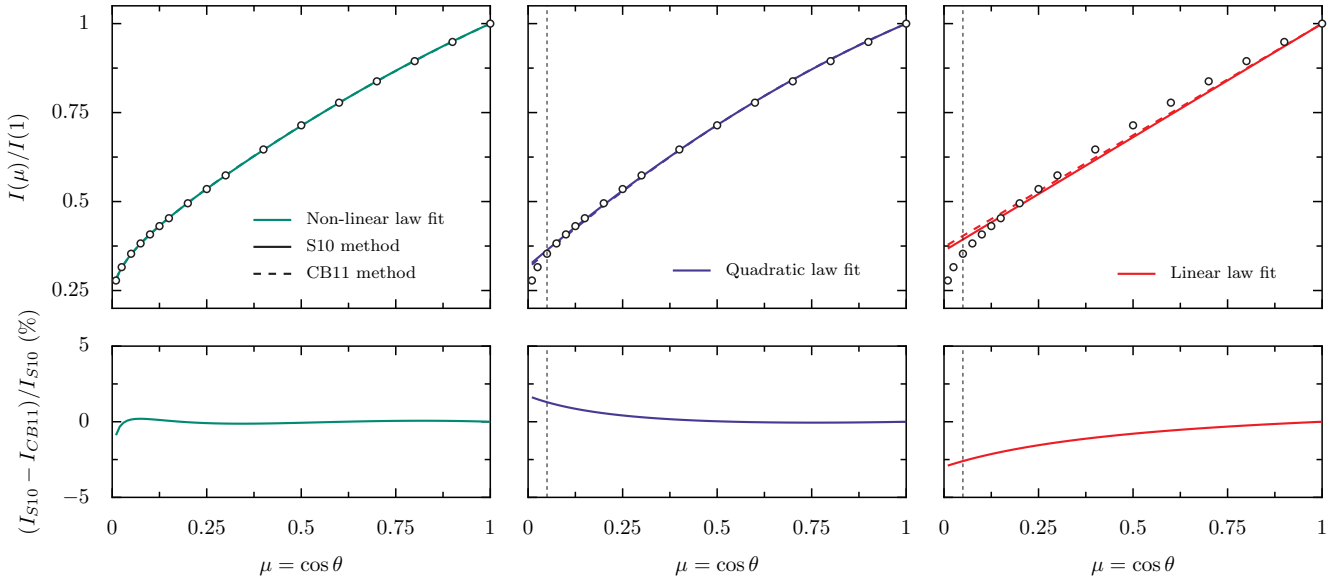 I(μ)/I(1)
1
0.75
0.5
0.25
Non-linear law fit
S10 method
CB11 method
Quadratic law fit
Linear law fit
(I_{S10} − I_{CB11})/I_{S10} (%)
5
0
−5
0 0.25 0.5 0.75 1
0 0.25 0.5 0.75 1
0 0.25 0.5 0.75 1
μ = cos θ
μ = cos θ
μ = cos θ